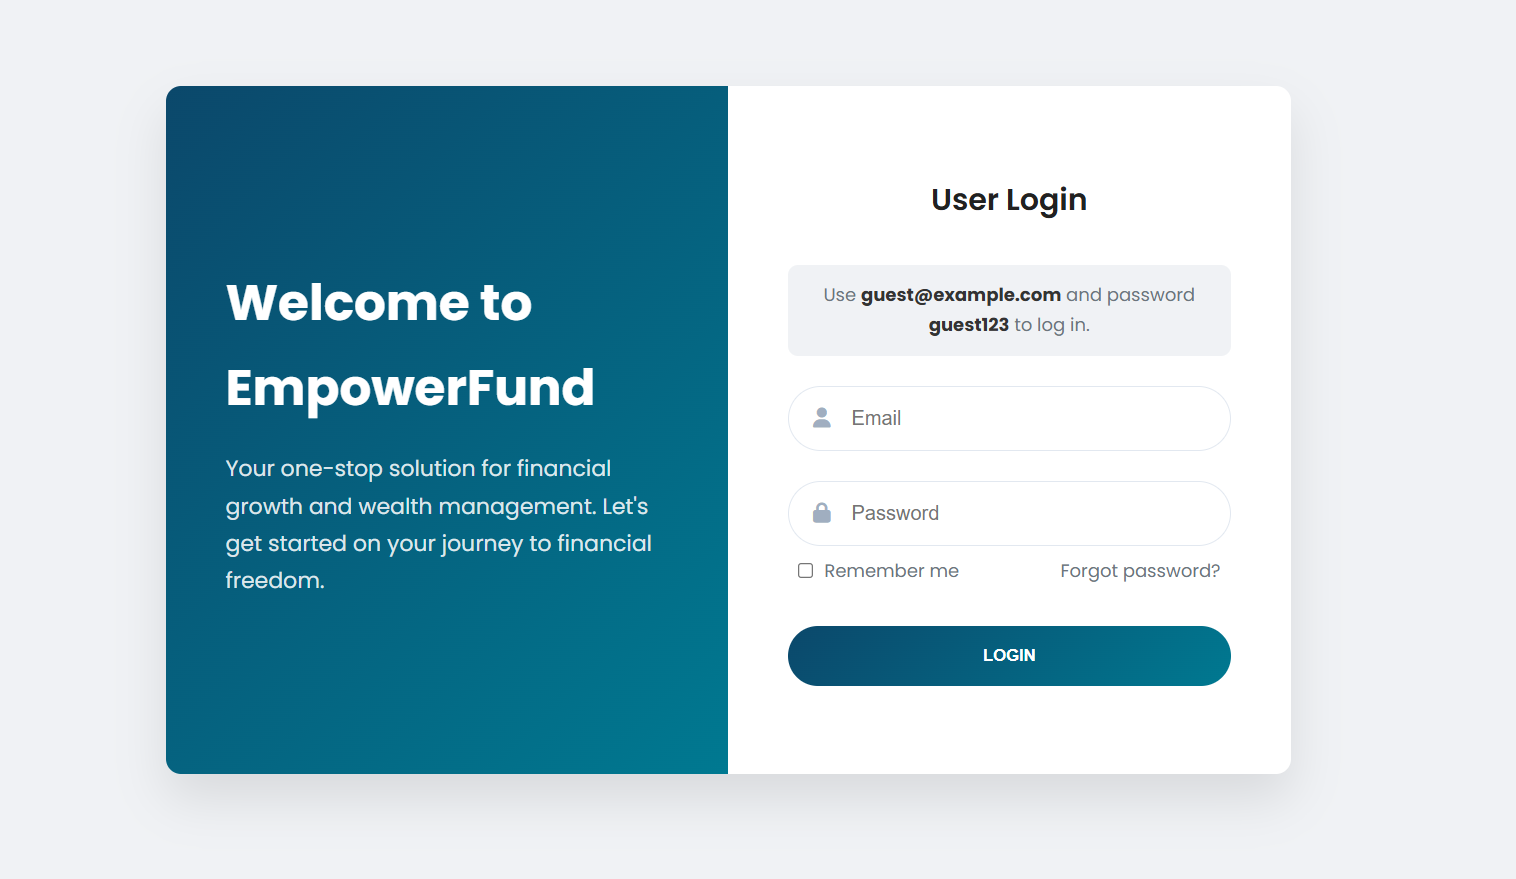 Welcome to
EmpowerFund
Your one-stop solution for financial
growth and wealth management. Let's
get started on your journey to financial
freedom.
User Login
Use guest@example.com and password
guest123 to log in.
Email
Password
Remember me
Forgot password?
LOGIN